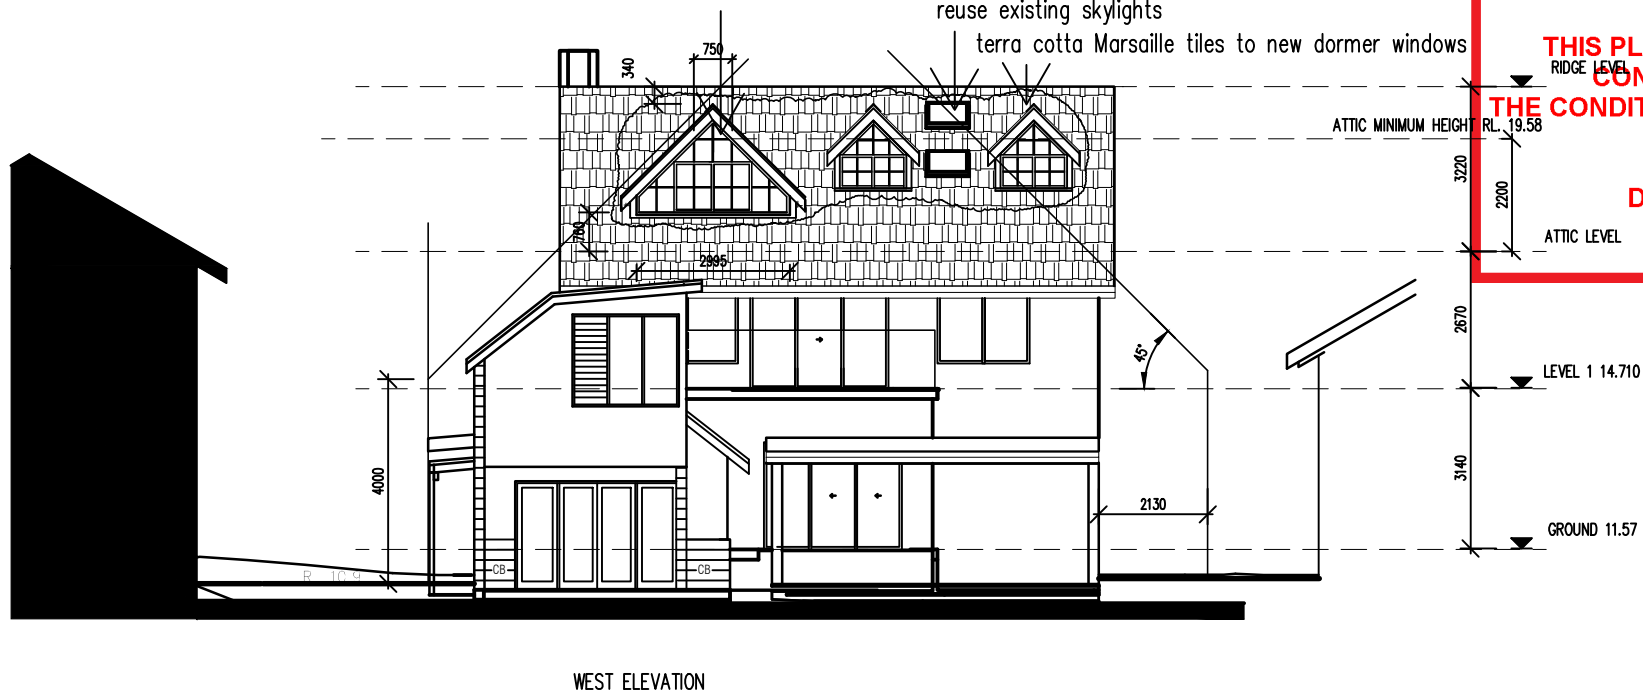 reuse existing skylights
terra cotta Marsaille tiles to new dormer windows
THIS PL
RIDGE LEVEL
CON
THE CONDIT
ATTIC MINIMUM HEIGHT RL. 19.58
D
750
340
3220
2200
760
ATTIC LEVEL
2995
2670
45°
LEVEL 1 14.710
4000
3140
2130
GROUND 11.57
CB
CB
WEST ELEVATION